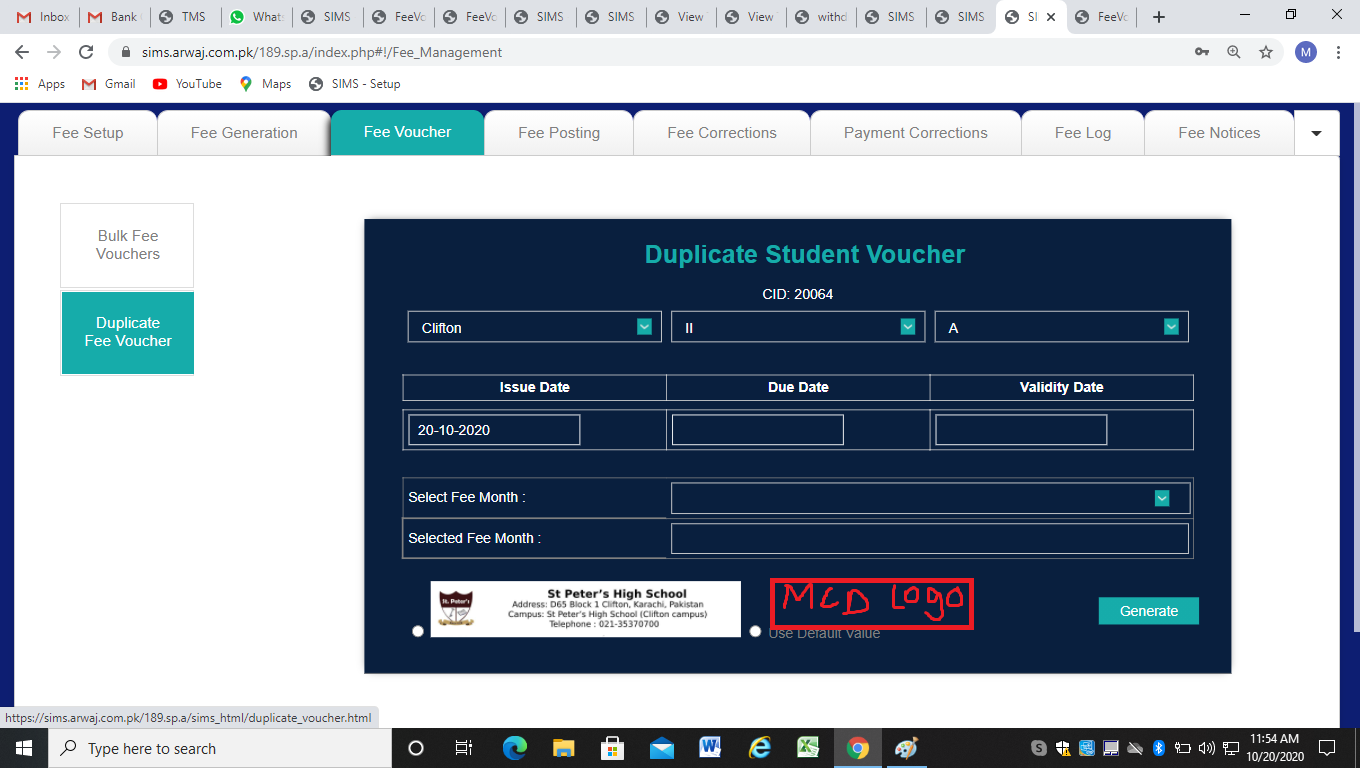 Inbox
Bank
TMS
Whats
SIMS
FeeVo
FeeVo
SIMS
SIMS
View
View
withd
SIMS
SIMS
SI
FeeVo
sims.arwaj.com.pk/189.sp.a/index.php#!/Fee_Management
M
Apps
Gmail
YouTube
Maps
SIMS - Setup
Fee Setup
Fee Generation
Fee Voucher
Fee Posting
Fee Corrections
Payment Corrections
Fee Log
Fee Notices
Bulk Fee
Vouchers
Duplicate
Fee Voucher
Duplicate Student Voucher
CID: 20064
Clifton
II
A
Issue Date
Due Date
Validity Date
20-10-2020
Select Fee Month :
Selected Fee Month :
St. Peter's
St Peter's High School
Address: D65 Block 1 Clifton, Karachi, Pakistan
Campus: St Peter's High School (Clifton campus)
Telephone : 021-35370700
MCD Logo
Use Default Value
Generate
https://sims.arwaj.com.pk/189.sp.a/sims_html/duplicate_voucher.html
Type here to search
11:54 AM
10/20/2020